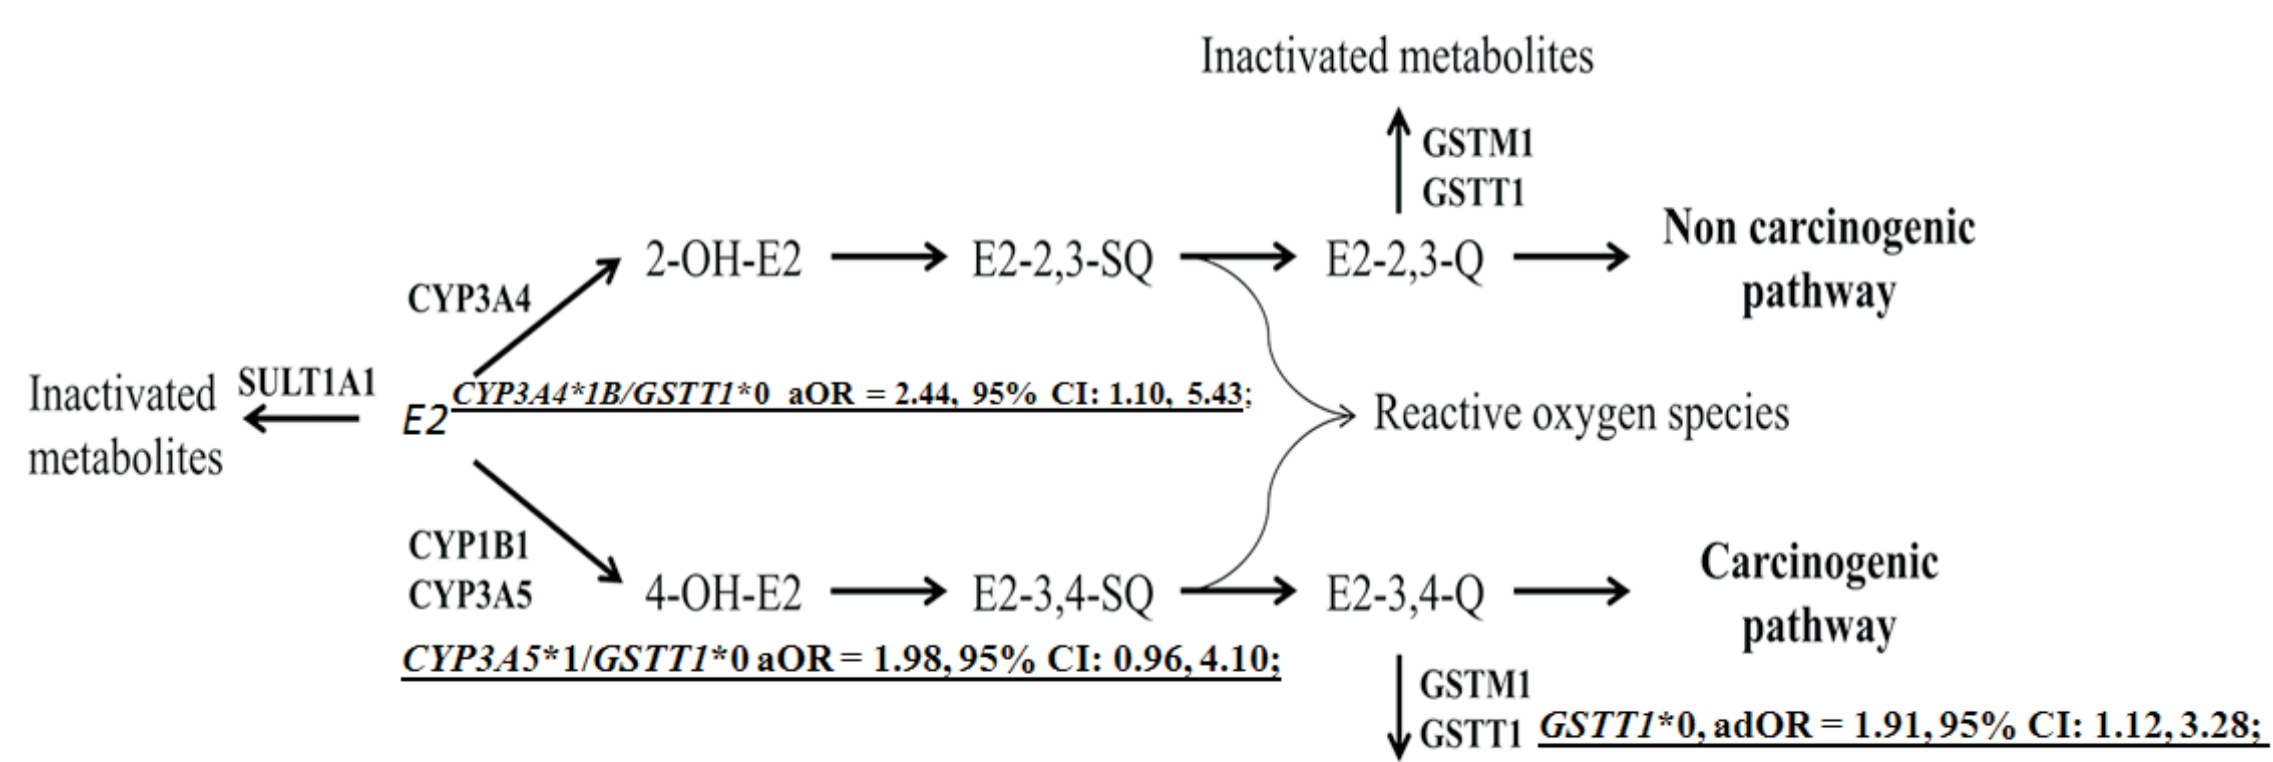 Inactivated metabolites
GSTM1
GSTT1
Non carcinogenic
pathway
2-OH-E2
E2-2,3-SQ
E2-2,3-Q
CYP3A4
Inactivated
metabolites
SULT1A1
E2
CYP3A4*1B/GSTT1*0 aOR = 2.44, 95% CI: 1.10, 5.43;
Reactive oxygen species
CYP1B1
CYP3A5
4-OH-E2
E2-3,4-SQ
E2-3,4-Q
Carcinogenic
pathway
CYP3A5*1/GSTT1*0 aOR = 1.98, 95% CI: 0.96, 4.10;
GSTM1
GSTT1
GSTT1*0, adOR = 1.91, 95% CI: 1.12, 3.28;